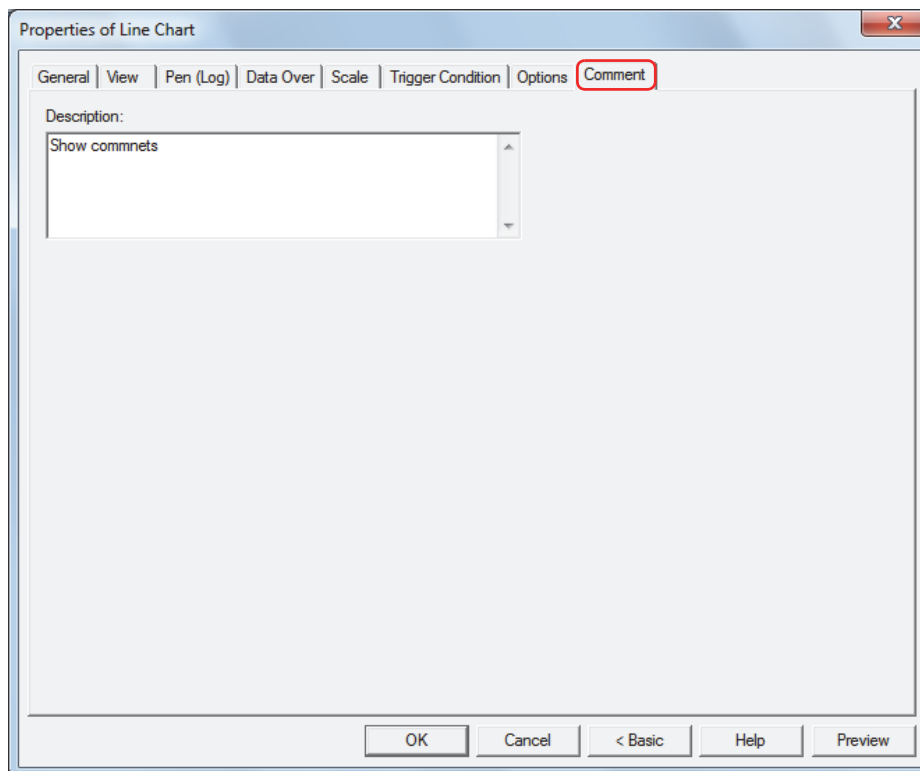 Properties of Line Chart
General View Pen (Log) Data Over Scale Trigger Condition Options Comment
Description:
Show commnets
OK Cancel < Basic Help Preview